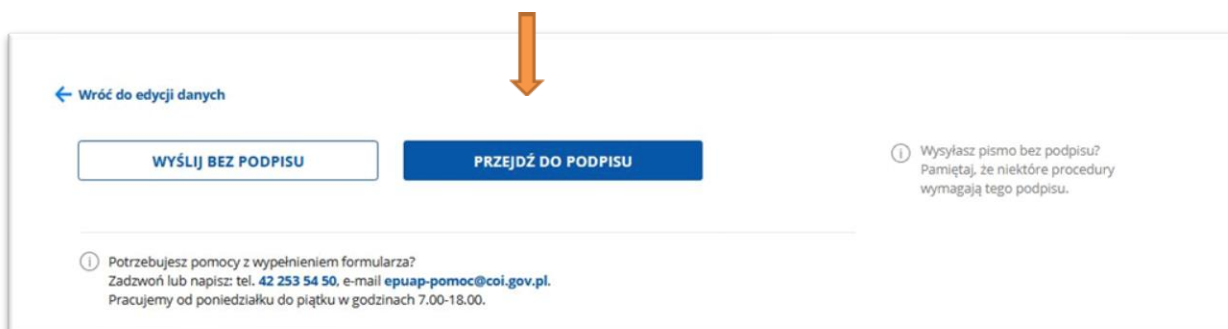 Wróć do edycji danych
WYŚLIJ BEZ PODPISU
PRZEJDŹ DO PODPISU
Wysyłasz pismo bez podpisu?
Pamiętaj, że niektóre procedury
wymagają tego podpisu.
Potrzebujesz pomocy z wypełnieniem formularza?
Zadzwoń lub napisz: tel. 42 253 54 50, e-mail epuap-pomoc@coi.gov.pl.
Pracujemy od poniedziałku do piątku w godzinach 7.00-18.00.